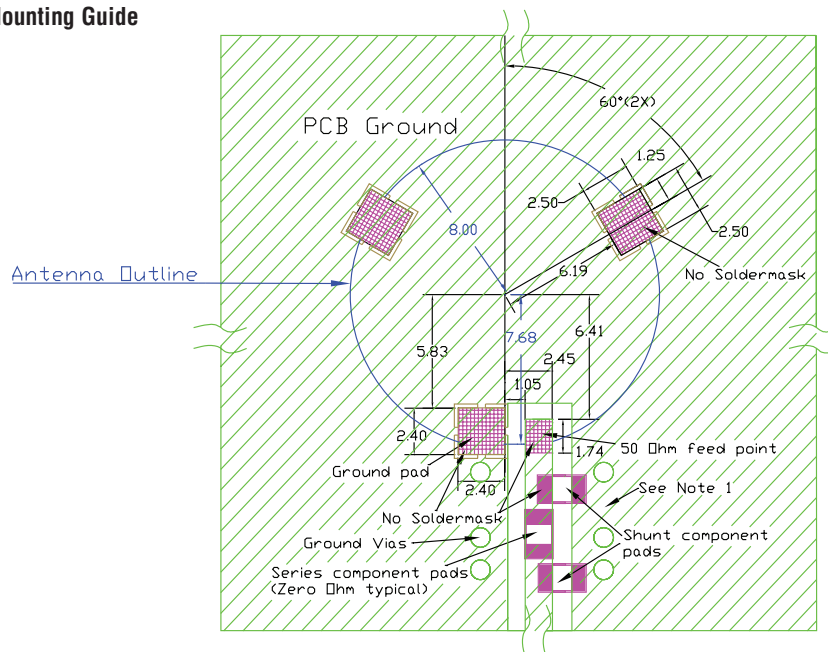 Mounting Guide
60°(2X)
PCB Ground
1.25
2.50
8.00
2.50
6.19
No Soldermask
Antenna Outline
7.68
6.41
5.83
2.45
1.05
2.40
50 Ohm feed point
1.74
Ground pad
2.40
See Note 1
No Soldermask
Shunt component
pads
Ground Vias
Series component pads
(Zero Ohm typical)